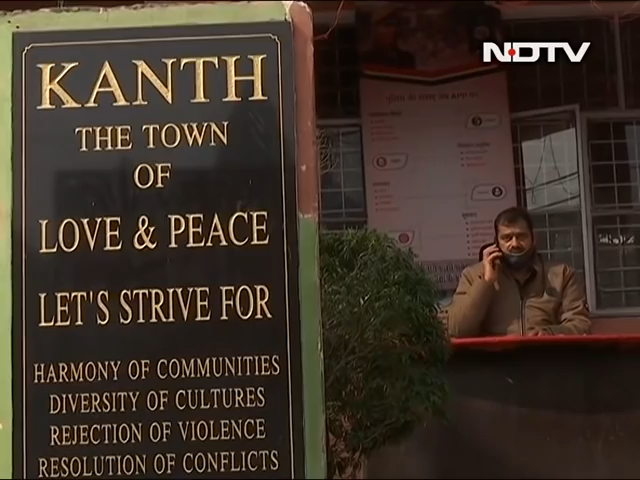 KANTH
THE TOWN
OF
LOVE & PEACE
LET'S STRIVE FOR
HARMONY OF COMMUNITIES
DIVERSITY OF CULTURES
REJECTION OF VIOLENCE
RESOLUTION OF CONFLICTS
NDTV